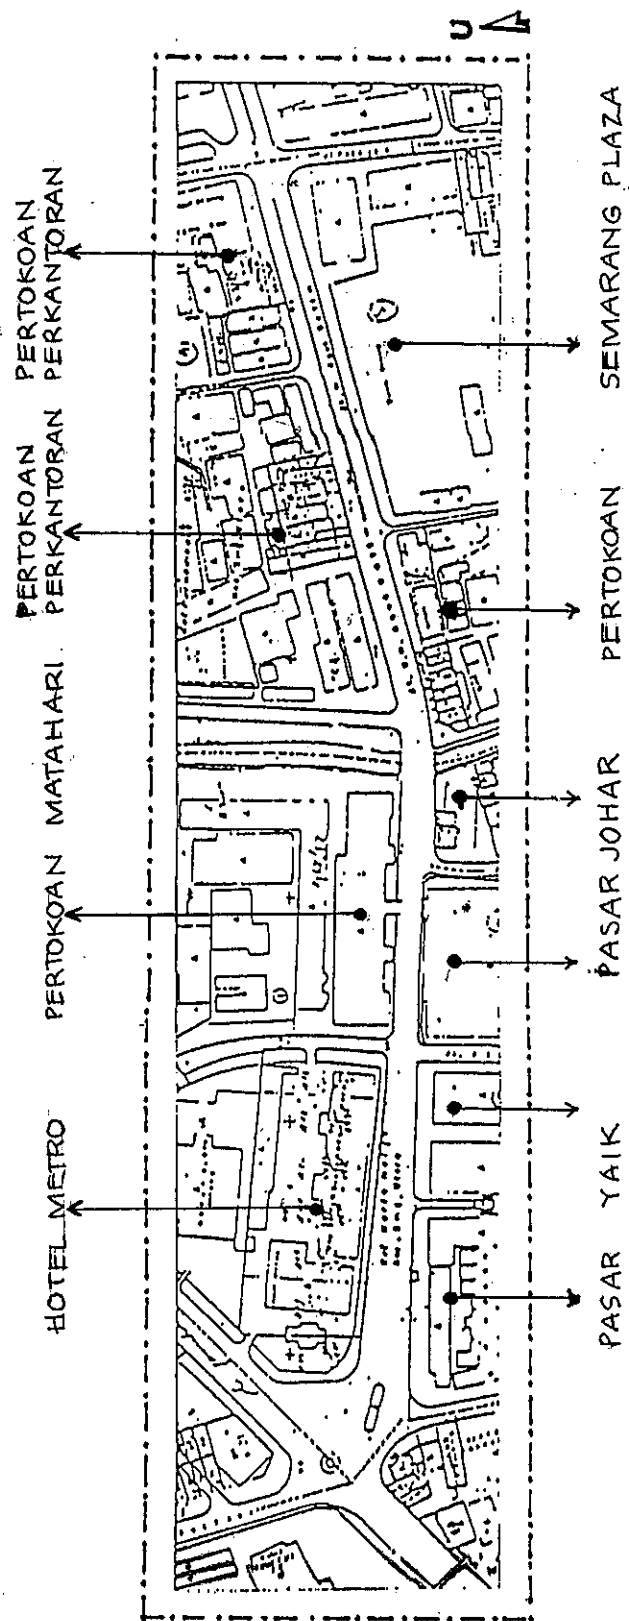 HOTEL METRO
PERTOKOAN MATAHARI
PERTOKOAN
PERKANTORAN
PERTOKOAN
PERKANTORAN
U
PASAR YAIK
PASAR JOHAR
PERTOKOAN
SEMARANG PLAZA